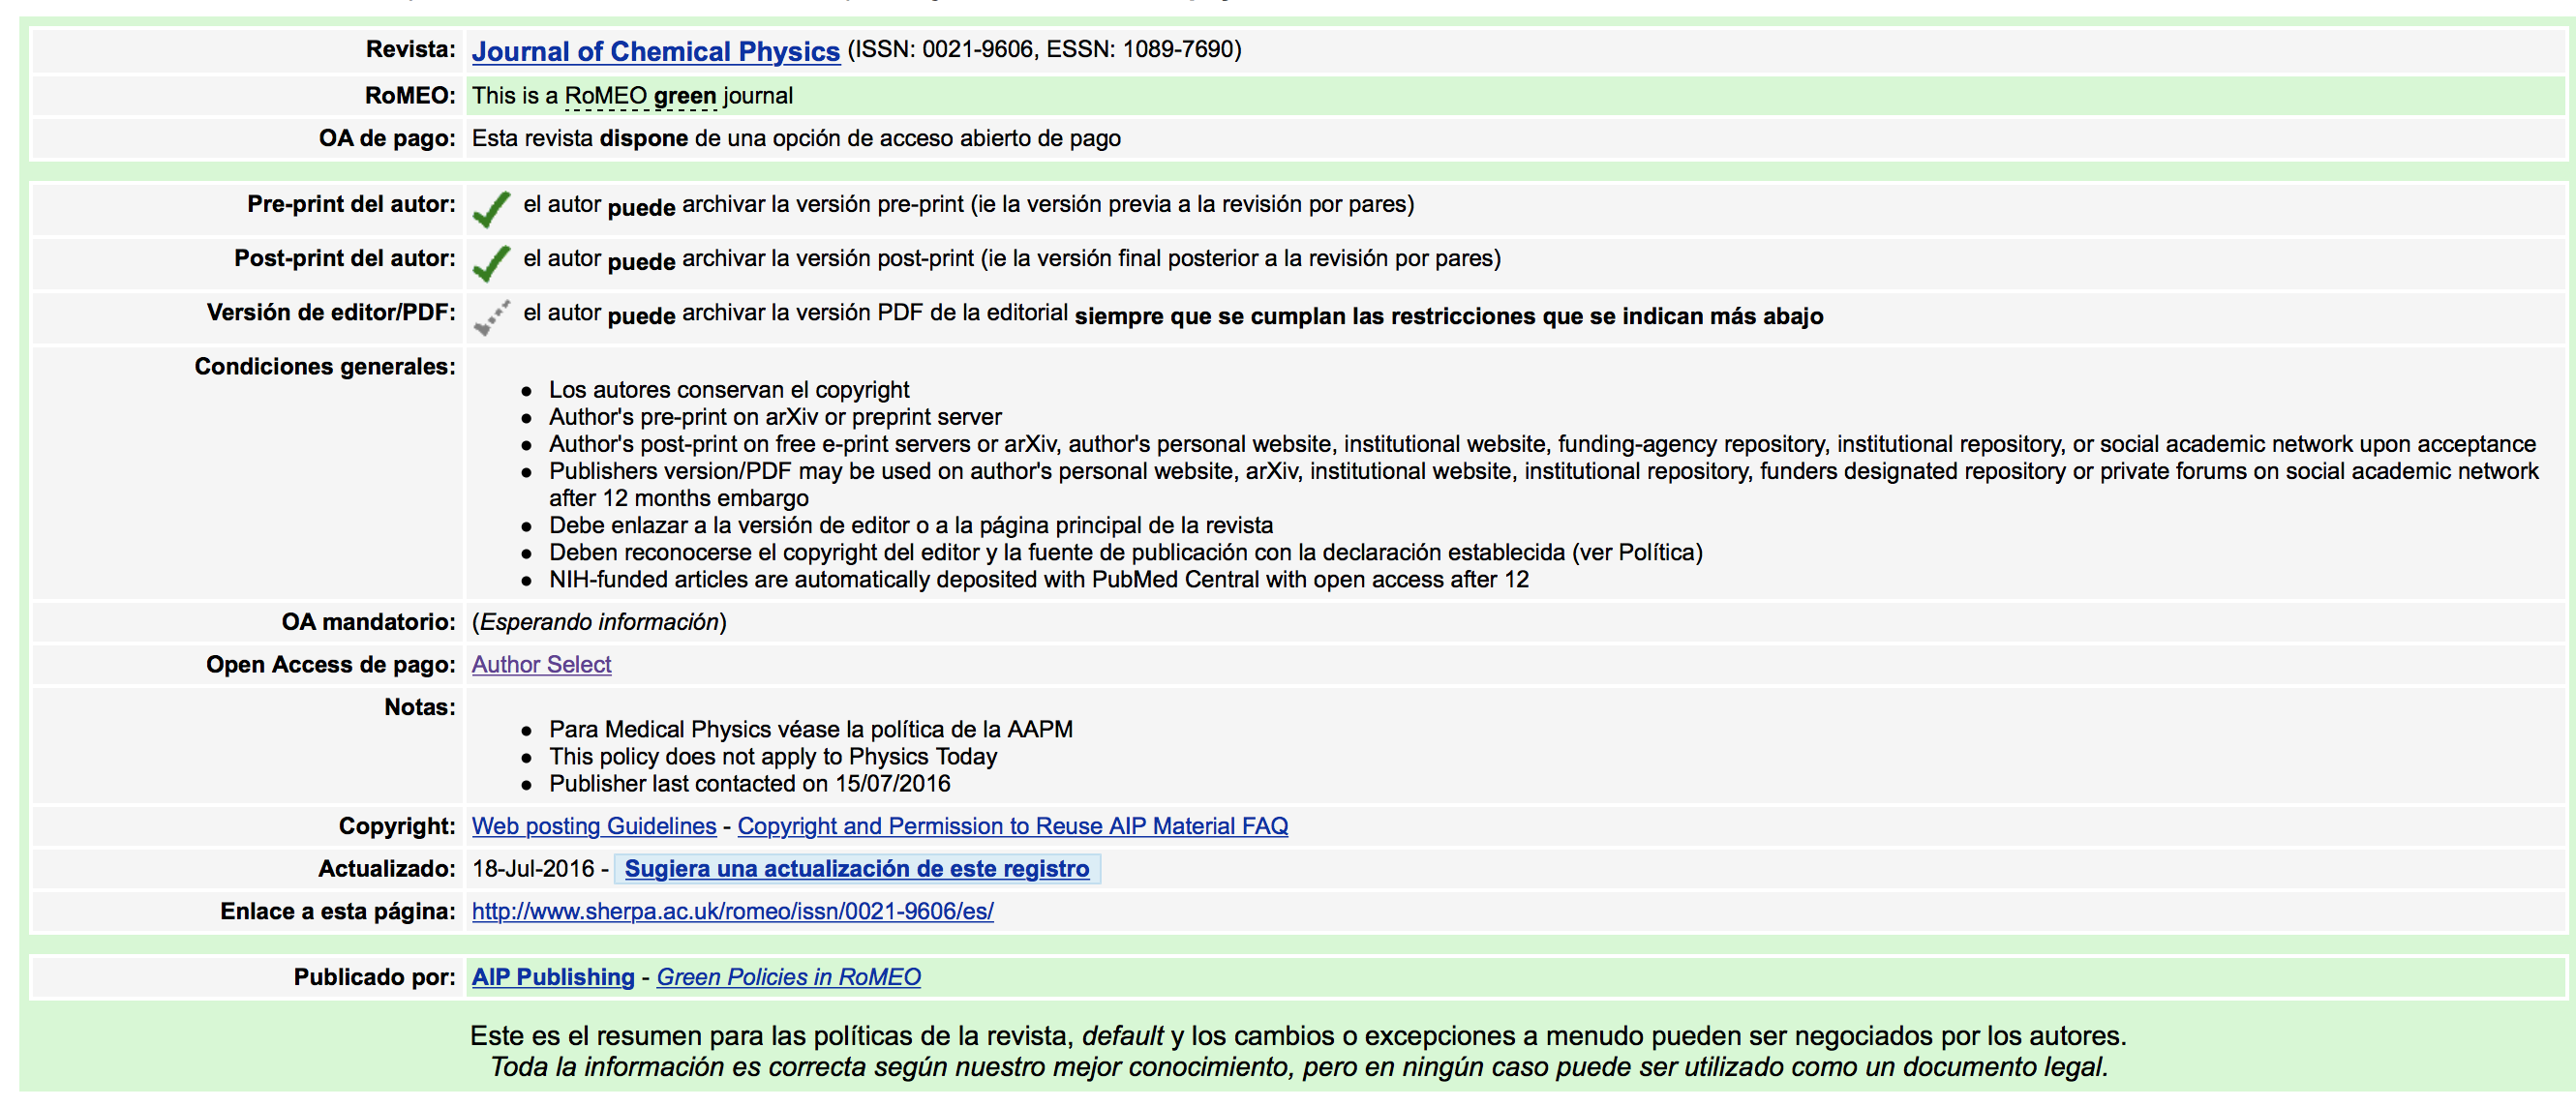 Revista: Journal of Chemical Physics (ISSN: 0021-9606, ESSN: 1089-7690)
RoMEO: This is a RoMEO green journal
OA de pago: Esta revista dispone de una opción de acceso abierto de pago
Pre-print del autor: el autor puede archivar la versión pre-print (ie la versión previa a la revisión por pares)
Post-print del autor: el autor puede archivar la versión post-print (ie la versión final posterior a la revisión por pares)
Versión de editor/PDF: el autor puede archivar la versión PDF de la editorial siempre que se cumplan las restricciones que se indican más abajo
Condiciones generales:
• Los autores conservan el copyright
• Author's pre-print on arXiv or preprint server
• Author's post-print on free e-print servers or arXiv, author's personal website, institutional website, funding-agency repository, institutional repository, or social academic network upon acceptance
• Publishers version/PDF may be used on author's personal website, arXiv, institutional website, institutional repository, funders designated repository or private forums on social academic network
after 12 months embargo
• Debe enlazar a la versión de editor o a la página principal de la revista
• Deben reconocerse el copyright del editor y la fuente de publicación con la declaración establecida (ver Política)
• NIH-funded articles are automatically deposited with PubMed Central with open access after 12
OA mandatorio: (Esperando información)
Open Access de pago: Author Select
Notas:
• Para Medical Physics véase la política de la AAPM
• This policy does not apply to Physics Today
• Publisher last contacted on 15/07/2016
Copyright: Web posting Guidelines - Copyright and Permission to Reuse AIP Material FAQ
Actualizado: 18-Jul-2016 - Sugiera una actualización de este registro
Enlace a esta página: http://www.sherpa.ac.uk/romeo/issn/0021-9606/es/
Publicado por: AIP Publishing - Green Policies in RoMEO
Este es el resumen para las políticas de la revista, default y los cambios o excepciones a menudo pueden ser negociados por los autores.
Toda la información es correcta según nuestro mejor conocimiento, pero en ningún caso puede ser utilizado como un documento legal.